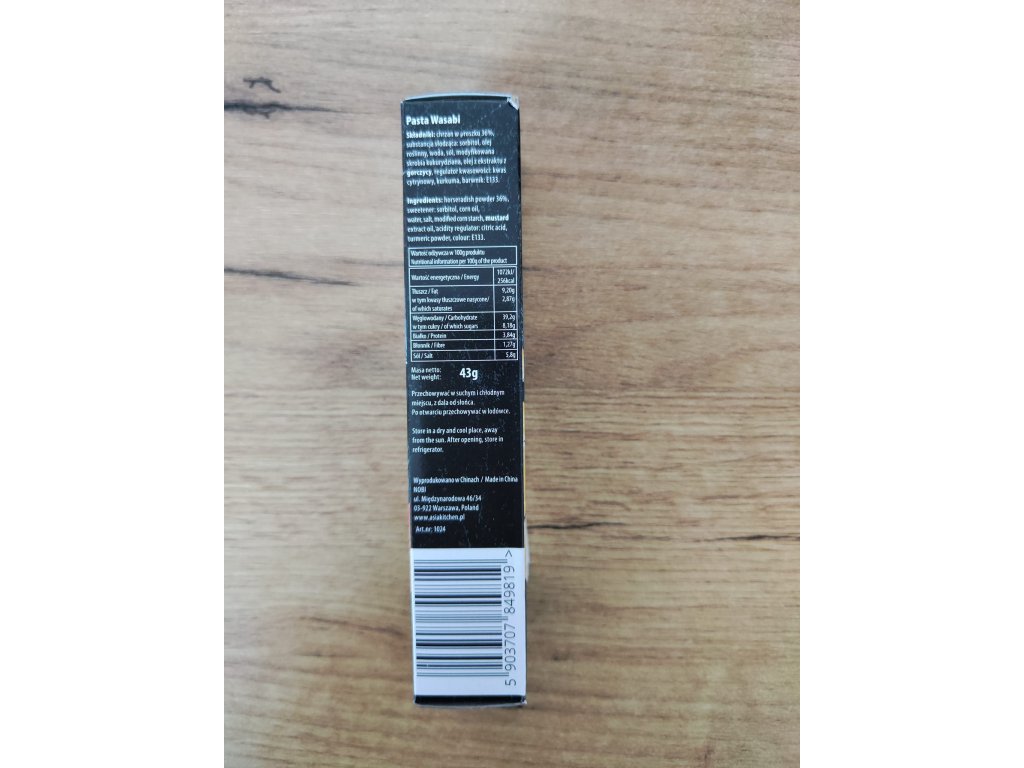 Pasta Wasabi
Składniki: chrzan w proszku 36%,
substancja słodząca: sorbitol, olej
roślinny, woda, sól, modyfikowana
skrobia kukurydziana, olej z ekstraktu z
gorczycy, regulator kwasowości: kwas
cytrynowy, kurkuma, barwnik: E133.
Ingredients: horseradish powder 36%,
sweetener: sorbitol, corn oil,
water, salt, modified corn starch, mustard
extract oil, acidity regulator: citric acid,
turmeric powder, colour: E133.
Wartość odżywcza w 100g produktu
Nutritional information per 100g of the product
Wartość energetyczna / Energy 1072kJ/
256kcal
Tłuszcz / Fat 9,20g
w tym kwasy tłuszczowe nasycone/ 2,87g
of which saturates
Węglowodany / Carbohydrate 39,2g
w tym cukry / of which sugars 8,18g
Białko / Protein 3,84g
Błonnik / Fibre 1,27g
Sól / Salt 5,8g
Masa netto:
Net weight: 43g
Przechowywać w suchym i chłodnym
miejscu, z dala od słońca.
Po otwarciu przechowywać w lodówce.
Store in a dry and cool place, away
from the sun. After opening, store in
refrigerator.
Wyprodukowano w Chinach / Made in China
NOBI
ul. Międzynarodowa 46/34
03-922 Warszawa, Poland
www.asiakitchen.pl
Art.nr: 1024
5 903707 849819 >